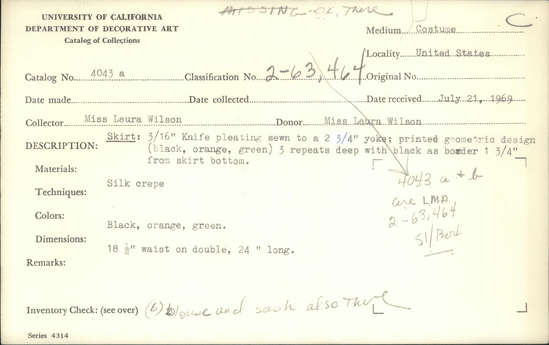 MISSING - OK, There
UNIVERSITY OF CALIFORNIA
DEPARTMENT OF DECORATIVE ART
Catalog of Collections
Medium Costume
C
Locality United States
Catalog No. 4043 a Classification No. 2-63,464 Original No.
Date made Date collected Date received July 21, 1969
Collector Miss Laura Wilson Donor Miss Laura Wilson
DESCRIPTION: Skirt: 3/16" Knife pleating sewn to a 2 3/4" yoke; printed geometric design
(black, orange, green) 3 repeats deep with black as border 1 3/4"
from skirt bottom.
Materials:
Silk crepe
Techniques:
Colors:
Black, orange, green.
Dimensions:
18 ½" waist on double, 24 " long.
Remarks:
4043 a + b
are LMA
2-63,464
Inventory Check: (see over) (b) blouse and sash also There
Series 4314